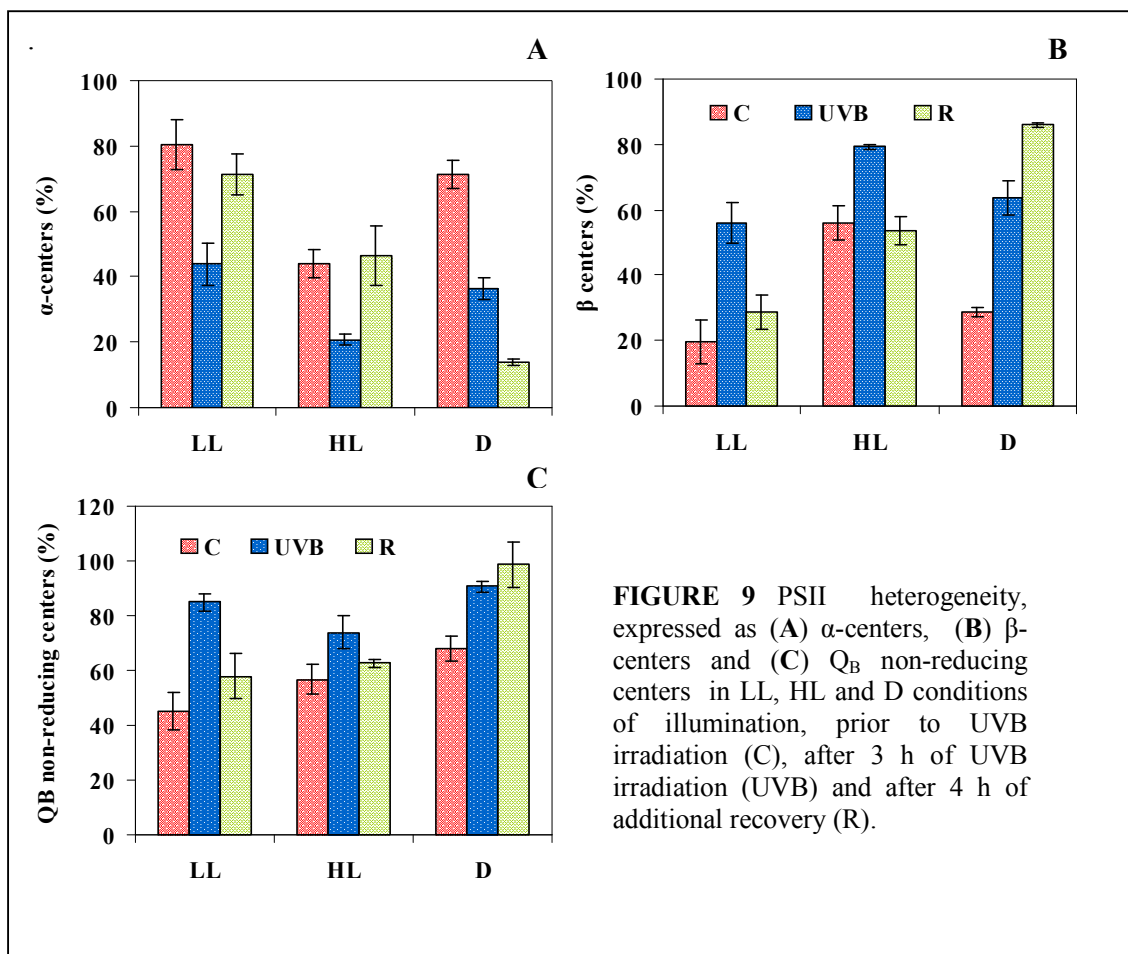 A
α-centers (%)
100
80
60
40
20
0
LL HL D
B
β centers (%)
C UVB R
100
80
60
40
20
0
LL HL D
C
QB non-reducing centers (%)
C UVB R
120
100
80
60
40
20
0
LL HL D
FIGURE 9 PSII heterogeneity,
expressed as (A) α-centers, (B) β-
centers and (C) QB non-reducing
centers in LL, HL and D conditions
of illumination, prior to UVB
irradiation (C), after 3 h of UVB
irradiation (UVB) and after 4 h of
additional recovery (R).